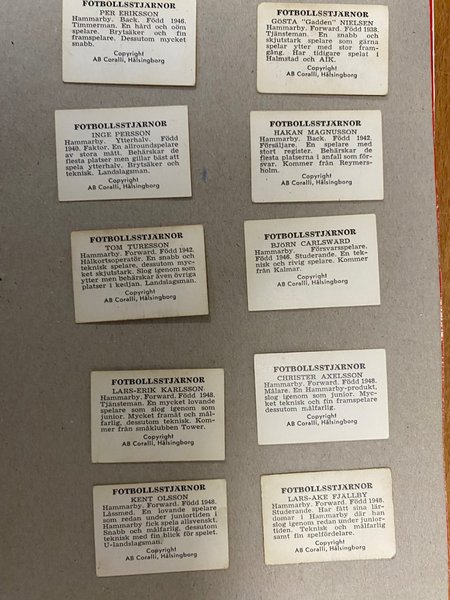 FOTBOLLSSTJÄRNOR
PER ERIKSSON
Hammarby. Back. Född 1946.
Timmerman. En hård och oöm
spelare. Brytsäker och fin
framspelare. Dessutom mycket
snabb.
Copyright
AB Coralli, Hälsingborg
FOTBOLLSSTJÄRNOR
GÖSTA "Gadden" NIELSEN
Hammarby. Forward. Född 1938.
Tjänsteman. En snabb och
skjutstark spelare som gärna
spelar ytter med stor fram-
gång. Har tidigare spelat i
Halmstad och AIK.
Copyright
AB Coralli, Hälsingborg
FOTBOLLSSTJÄRNOR
INGE PERSSON
Hammarby. Ytterhalv. Född
1940. Faktor. En allroundspelare
av stora mått. Behärskar de
flesta platser men gillar bäst att
spela ytterhalv. Brytsäker och
teknisk. Landslagsman.
Copyright
AB Coralli, Hälsingborg
FOTBOLLSSTJÄRNOR
HÅKAN MAGNUSSON
Hammarby. Back. Född 1942.
Försäljare. En spelare med
stort register. Behärskar de
flesta platserna i anfall som för-
svar. Kommer från Reymers-
holm.
Copyright
AB Coralli, Hälsingborg
FOTBOLLSSTJÄRNOR
TOM TURESSON
Hammarby. Forward. Född 1942.
Hålkortsoperatör. En snabb och
teknisk spelare, dessutom myc-
ket skjutstark. Slog igenom som
ytter men behärskar även övriga
platser i kedjan. Landslagsman.
Copyright
AB Coralli, Hälsingborg
FOTBOLLSSTJÄRNOR
BJÖRN CARLSWARD
Hammarby. Försvarsspelare.
Född 1946. Studerande. En tek-
nisk och rivig spelare. Kommer
från Kalmar.
Copyright
AB Coralli, Hälsingborg
FOTBOLLSSTJÄRNOR
LARS-ERIK KARLSSON
Hammarby. Forward. Född 1948.
Tjänsteman. En mycket lovande
spelare som slog igenom som
junior. Mycket framåt och mål-
farlig, dessutom teknisk. Kom-
mer från småklubben Tower.
Copyright
AB Coralli, Hälsingborg
FOTBOLLSSTJÄRNOR
CHRISTER AXELSSON
Hammarby. Forward. Född 1948.
Målare. En Hammarby-produkt,
slog igenom som junior. Myc-
ket teknisk och fin framspelare
dessutom målfarlig.
Copyright
AB Coralli, Hälsingborg
FOTBOLLSSTJÄRNOR
KENT OLSSON
Hammarby. Forward. Född 1948.
Låssmed. En lovande spelare
som redan under juniortiden i
Hammarby fick spela allsvenskt.
Snabb och målfarlig, dessutom
teknisk med fin blick för spelet.
U-landslagsman.
Copyright
AB Coralli, Hälsingborg
FOTBOLLSSTJÄRNOR
LARS-ÅKE FJÄLLBY
Hammarby. Forward. Född 1948.
Studerande. Har fått sina lär-
domar i Hammarby där han
slog igenom redan under junior-
tiden. Teknisk och målfarlig
samt fin spelfördelare.
Copyright
AB Coralli, Hälsingborg